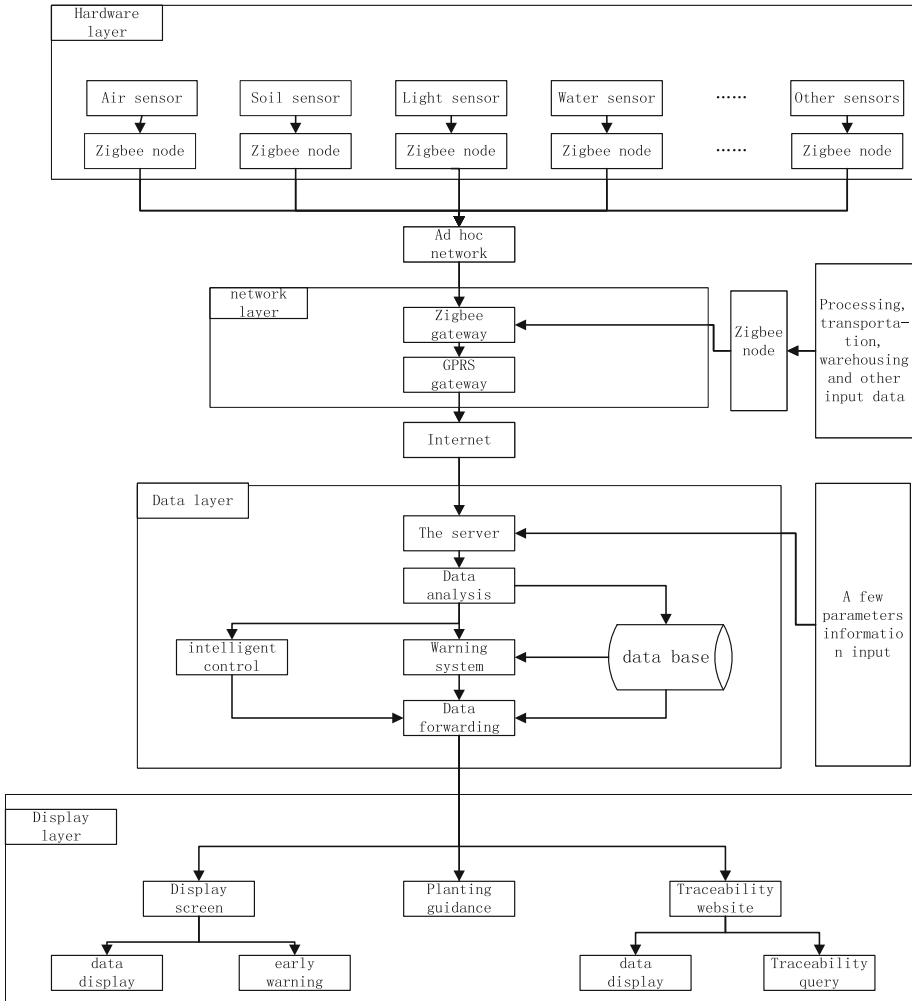 Hardware
layer
Air sensor
Soil sensor
Light sensor
Water sensor
......
Other sensors
Zigbee node
Zigbee node
Zigbee node
Zigbee node
......
Zigbee node
Ad hoc
network
network
layer
Zigbee
gateway
GPRS
gateway
Zigbee
node
Processing,
transporta-
tion,
warehousing
and other
input data
Internet
Data layer
The server
Data
analysis
intelligent
control
Warning
system
data base
Data
forwarding
A few
parameters
informatio
n input
Display
layer
Display
screen
Planting
guidance
Traceability
website
data
display
early
warning
data
display
Traceability
query